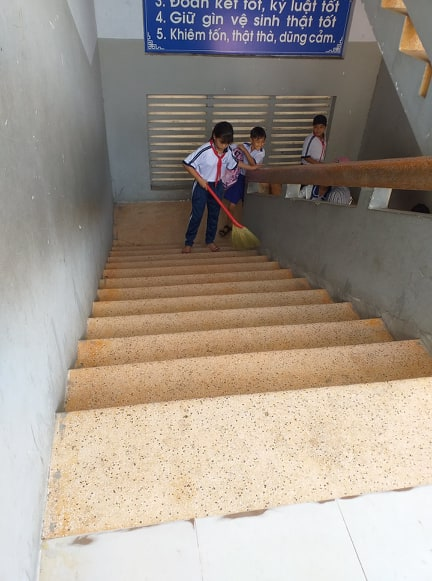 3. Đoàn kết tốt, kỷ luật tốt
4. Giữ gìn vệ sinh thật tốt
5. Khiêm tốn, thật thà, dũng cảm.